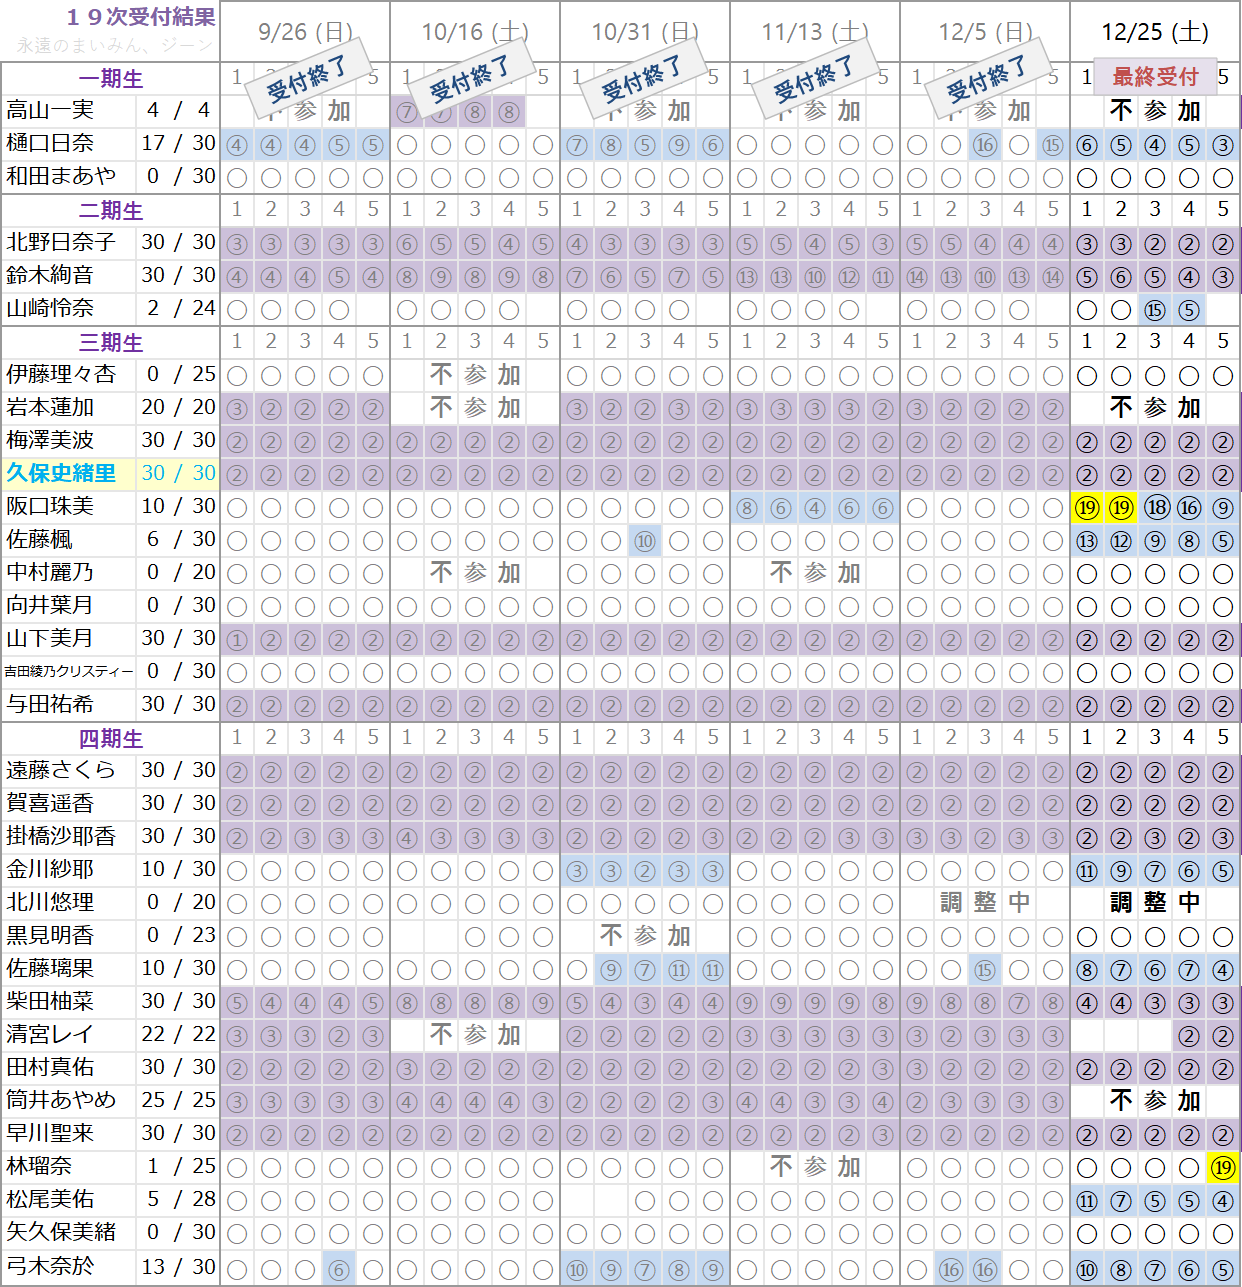 １９次受付結果 9/26 (日) 10/16 (土) 10/31 (日) 11/13 (土) 12/5 (日) 12/25 (土)
永遠のまいみん、ジーン
受付終了 受付終了 受付終了 受付終了 受付終了 最終受付
一期生 1 5 1 5 1 5 1 5 1 5 1 5
高山一実 4 / 4 参 加 ⑦ ⑦ ⑧ ⑧ 不 参 加 不 参 加 不 参 加 不 参 加
樋口日奈 17 / 30 ④ ④ ④ ⑤ ⑤ ○ ○ ○ ○ ○ ⑦ ⑧ ⑤ ⑨ ⑥ ○ ○ ○ ○ ○ ○ ○ ⑯ ○ ⑮ ⑥ ⑤ ④ ⑤ ③
和田まあや 0 / 30 ○ ○ ○ ○ ○ ○ ○ ○ ○ ○ ○ ○ ○ ○ ○ ○ ○ ○ ○ ○ ○ ○ ○ ○ ○ ○ ○ ○ ○ ○
二期生 1 2 3 4 5 1 2 3 4 5 1 2 3 4 5 1 2 3 4 5 1 2 3 4 5 1 2 3 4 5
北野日奈子 30 / 30 ③ ③ ③ ③ ③ ⑥ ⑤ ⑤ ④ ⑤ ④ ③ ③ ③ ③ ⑤ ⑤ ④ ⑤ ③ ⑤ ⑤ ④ ④ ④ ③ ③ ② ② ②
鈴木絢音 30 / 30 ④ ④ ④ ⑤ ④ ⑧ ⑨ ⑧ ⑨ ⑧ ⑦ ⑥ ⑤ ⑦ ⑤ ⑬ ⑬ ⑩ ⑫ ⑪ ⑭ ⑬ ⑩ ⑬ ⑭ ⑤ ⑥ ⑤ ④ ③
山崎怜奈 2 / 24 ○ ○ ○ ○ ○ ○ ○ ○ ○ ○ ○ ○ ○ ○ ○ ○ ○ ○ ○ ○ ○ ○ ⑮ ⑤
三期生 1 2 3 4 5 1 2 3 4 5 1 2 3 4 5 1 2 3 4 5 1 2 3 4 5 1 2 3 4 5
伊藤理々杏 0 / 25 ○ ○ ○ ○ ○ 不 参 加 ○ ○ ○ ○ ○ ○ ○ ○ ○ ○ ○ ○ ○ ○ ○ ○ ○ ○ ○ ○
岩本蓮加 20 / 20 ③ ② ② ② ② 不 参 加 ③ ② ② ③ ② ③ ③ ③ ③ ② ③ ② ② ② ② 不 参 加
梅澤美波 30 / 30 ② ② ② ② ② ② ② ② ② ② ② ② ② ② ② ② ② ② ② ② ② ② ② ② ② ② ② ② ② ②
久保史緒里 30 / 30 ② ② ② ② ② ② ② ② ② ② ② ② ② ② ② ② ② ② ② ② ② ② ② ② ② ② ② ② ② ②
阪口珠美 10 / 30 ○ ○ ○ ○ ○ ○ ○ ○ ○ ○ ○ ○ ○ ○ ○ ⑧ ⑥ ④ ⑥ ⑥ ○ ○ ○ ○ ○ ⑲ ⑲ ⑱ ⑯ ⑨
佐藤楓 6 / 30 ○ ○ ○ ○ ○ ○ ○ ○ ○ ○ ○ ○ ⑩ ○ ○ ○ ○ ○ ○ ○ ○ ○ ○ ○ ○ ⑬ ⑫ ⑨ ⑧ ⑤
中村麗乃 0 / 20 ○ ○ ○ ○ ○ 不 参 加 ○ ○ ○ ○ ○ 不 参 加 ○ ○ ○ ○ ○ ○ ○ ○ ○ ○
向井葉月 0 / 30 ○ ○ ○ ○ ○ ○ ○ ○ ○ ○ ○ ○ ○ ○ ○ ○ ○ ○ ○ ○ ○ ○ ○ ○ ○ ○ ○ ○ ○ ○
山下美月 30 / 30 ① ② ② ② ② ② ② ② ② ② ② ② ② ② ② ② ② ② ② ② ② ② ② ② ② ② ② ② ② ②
吉田綾乃クリスティー 0 / 30 ○ ○ ○ ○ ○ ○ ○ ○ ○ ○ ○ ○ ○ ○ ○ ○ ○ ○ ○ ○ ○ ○ ○ ○ ○ ○ ○ ○ ○ ○
与田祐希 30 / 30 ② ② ② ② ② ② ② ② ② ② ② ② ② ② ② ② ② ② ② ② ② ② ② ② ② ② ② ② ② ②
四期生 1 2 3 4 5 1 2 3 4 5 1 2 3 4 5 1 2 3 4 5 1 2 3 4 5 1 2 3 4 5
遠藤さくら 30 / 30 ② ② ② ② ② ② ② ② ② ② ② ② ② ② ② ② ② ② ② ② ② ② ② ② ② ② ② ② ② ②
賀喜遥香 30 / 30 ② ② ② ② ② ② ② ② ② ② ② ② ② ② ② ② ② ② ② ② ② ② ② ② ② ② ② ② ② ②
掛橋沙耶香 30 / 30 ② ② ③ ③ ③ ④ ③ ③ ③ ③ ② ② ② ② ③ ② ② ② ② ③ ③ ③ ② ③ ③ ② ② ③ ② ③
金川紗耶 10 / 30 ○ ○ ○ ○ ○ ○ ○ ○ ○ ○ ③ ③ ② ③ ③ ○ ○ ○ ○ ○ ○ ○ ○ ○ ○ ⑪ ⑨ ⑦ ⑥ ⑤
北川悠理 0 / 20 ○ ○ ○ ○ ○ ○ ○ ○ ○ ○ ○ ○ ○ ○ ○ ○ ○ ○ ○ ○ 調 整 中 調 整 中
黒見明香 0 / 23 ○ ○ ○ ○ ○ ○ ○ ○ 不 参 加 ○ ○ ○ ○ ○ ○ ○ ○ ○ ○ ○ ○ ○ ○ ○
佐藤璃果 10 / 30 ○ ○ ○ ○ ○ ○ ○ ○ ○ ○ ○ ⑨ ⑦ ⑪ ⑪ ○ ○ ○ ○ ○ ○ ○ ⑮ ○ ○ ⑧ ⑦ ⑥ ⑦ ④
柴田柚菜 30 / 30 ⑤ ④ ④ ④ ⑤ ⑧ ⑧ ⑧ ⑧ ⑨ ⑤ ④ ③ ④ ④ ⑨ ⑨ ⑨ ⑨ ⑧ ⑨ ⑧ ⑧ ⑦ ⑧ ④ ④ ③ ③ ③
清宮レイ 22 / 22 ③ ③ ③ ② ③ 不 参 加 ② ② ② ② ② ② ② ② ③ ③ ③ ② ③ ③ ③ ② ②
田村真佑 30 / 30 ② ② ② ② ② ③ ② ② ② ② ② ② ② ② ② ② ② ② ② ③ ③ ② ② ② ② ② ② ② ② ②
筒井あやめ 25 / 25 ③ ③ ③ ③ ③ ④ ④ ④ ④ ③ ② ② ② ② ③ ④ ④ ③ ③ ④ ② ③ ③ ③ ③ 不 参 加
早川聖来 30 / 30 ② ② ② ② ② ② ② ② ② ② ② ② ② ② ② ② ② ② ② ③ ② ② ② ② ② ② ② ② ② ②
林瑠奈 1 / 25 ○ ○ ○ ○ ○ ○ ○ ○ ○ ○ ○ ○ ○ ○ ○ 不 参 加 ○ ○ ○ ○ ○ ○ ○ ○ ○ ⑲
松尾美佑 5 / 28 ○ ○ ○ ○ ○ ○ ○ ○ ○ ○ ○ ○ ○ ○ ○ ○ ○ ○ ○ ○ ○ ○ ○ ⑪ ⑦ ⑤ ⑤ ④
矢久保美緒 0 / 30 ○ ○ ○ ○ ○ ○ ○ ○ ○ ○ ○ ○ ○ ○ ○ ○ ○ ○ ○ ○ ○ ○ ○ ○ ○ ○ ○ ○ ○ ○
弓木奈於 13 / 30 ○ ○ ○ ⑥ ○ ○ ○ ○ ○ ○ ⑩ ⑨ ⑦ ⑧ ⑨ ○ ○ ○ ○ ○ ○ ⑯ ⑯ ○ ○ ⑩ ⑧ ⑦ ⑥ ⑤